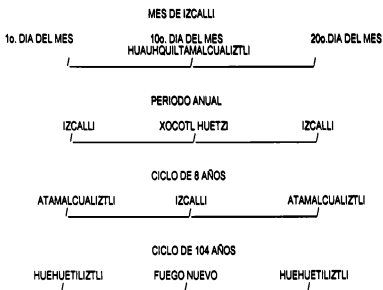 MES DE IZCALLI
1o. DIA DEL MES 10o. DIA DEL MES 20o.DIA DEL MES
HUAUHQUILTAMALCUALIZTLI
PERIODO ANUAL
IZCALLI XOCOTL HUETZI IZCALLI
CICLO DE 8 AÑOS
ATAMALCUALIZTLI IZCALLI ATAMALCUALIZTLI
CICLO DE 104 AÑOS
HUEHUETILIZTLI FUEGO NUEVO HUEHUETILIZTLI